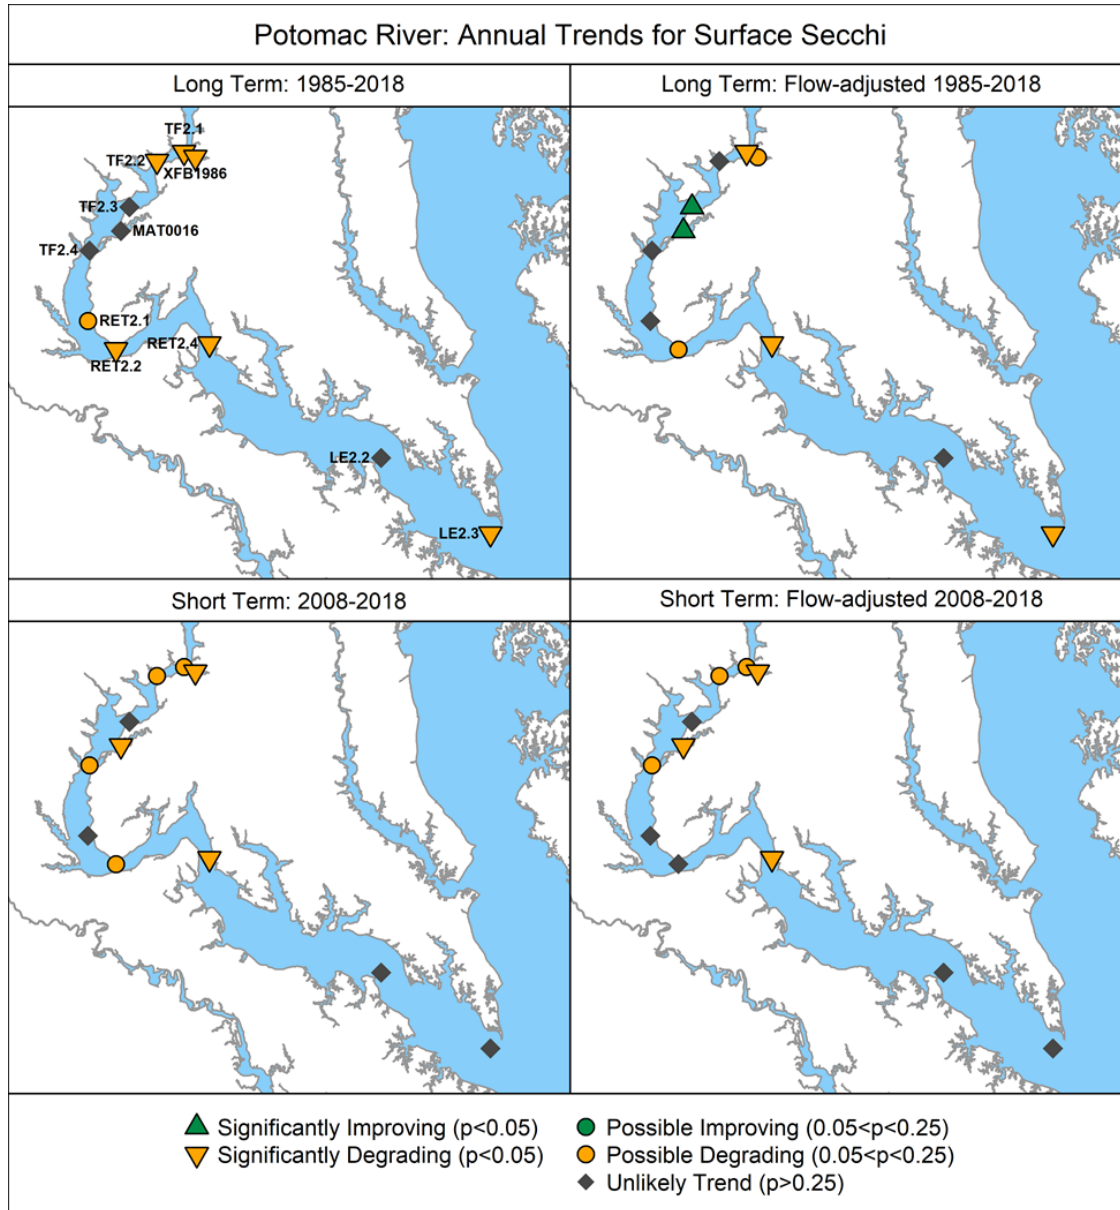 Potomac River: Annual Trends for Surface Secchi
Long Term: 1985-2018
Long Term: Flow-adjusted 1985-2018
TF2.1
TF2.2
XFB1986
TF2.3
MAT0016
TF2.4
RET2.1
RET2.4
RET2.2
LE2.2
LE2.3
Short Term: 2008-2018
Short Term: Flow-adjusted 2008-2018
Significantly Improving (p<0.05)
Possible Improving (0.05<p<0.25)
Significantly Degrading (p<0.05)
Possible Degrading (0.05<p<0.25)
Unlikely Trend (p>0.25)